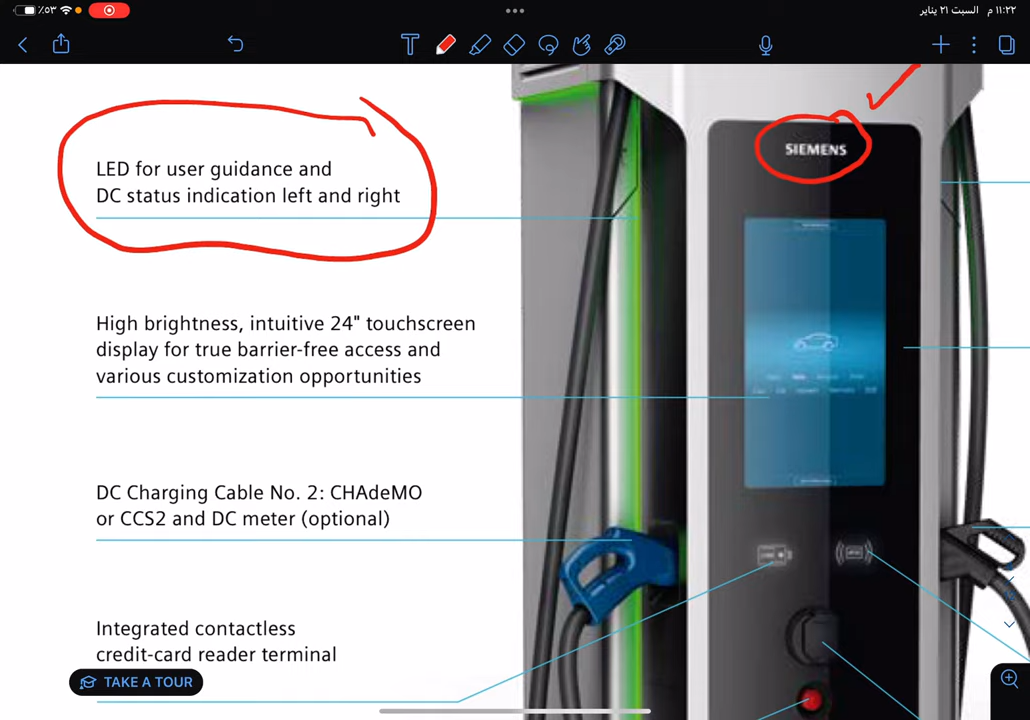 ٪٥٣
١١:٢٢ م السبت ٢١ يناير
SIEMENS
LED for user guidance and
DC status indication left and right
High brightness, intuitive 24" touchscreen
display for true barrier-free access and
various customization opportunities
DC Charging Cable No. 2: CHAdeMO
or CCS2 and DC meter (optional)
Integrated contactless
credit-card reader terminal
TAKE A TOUR